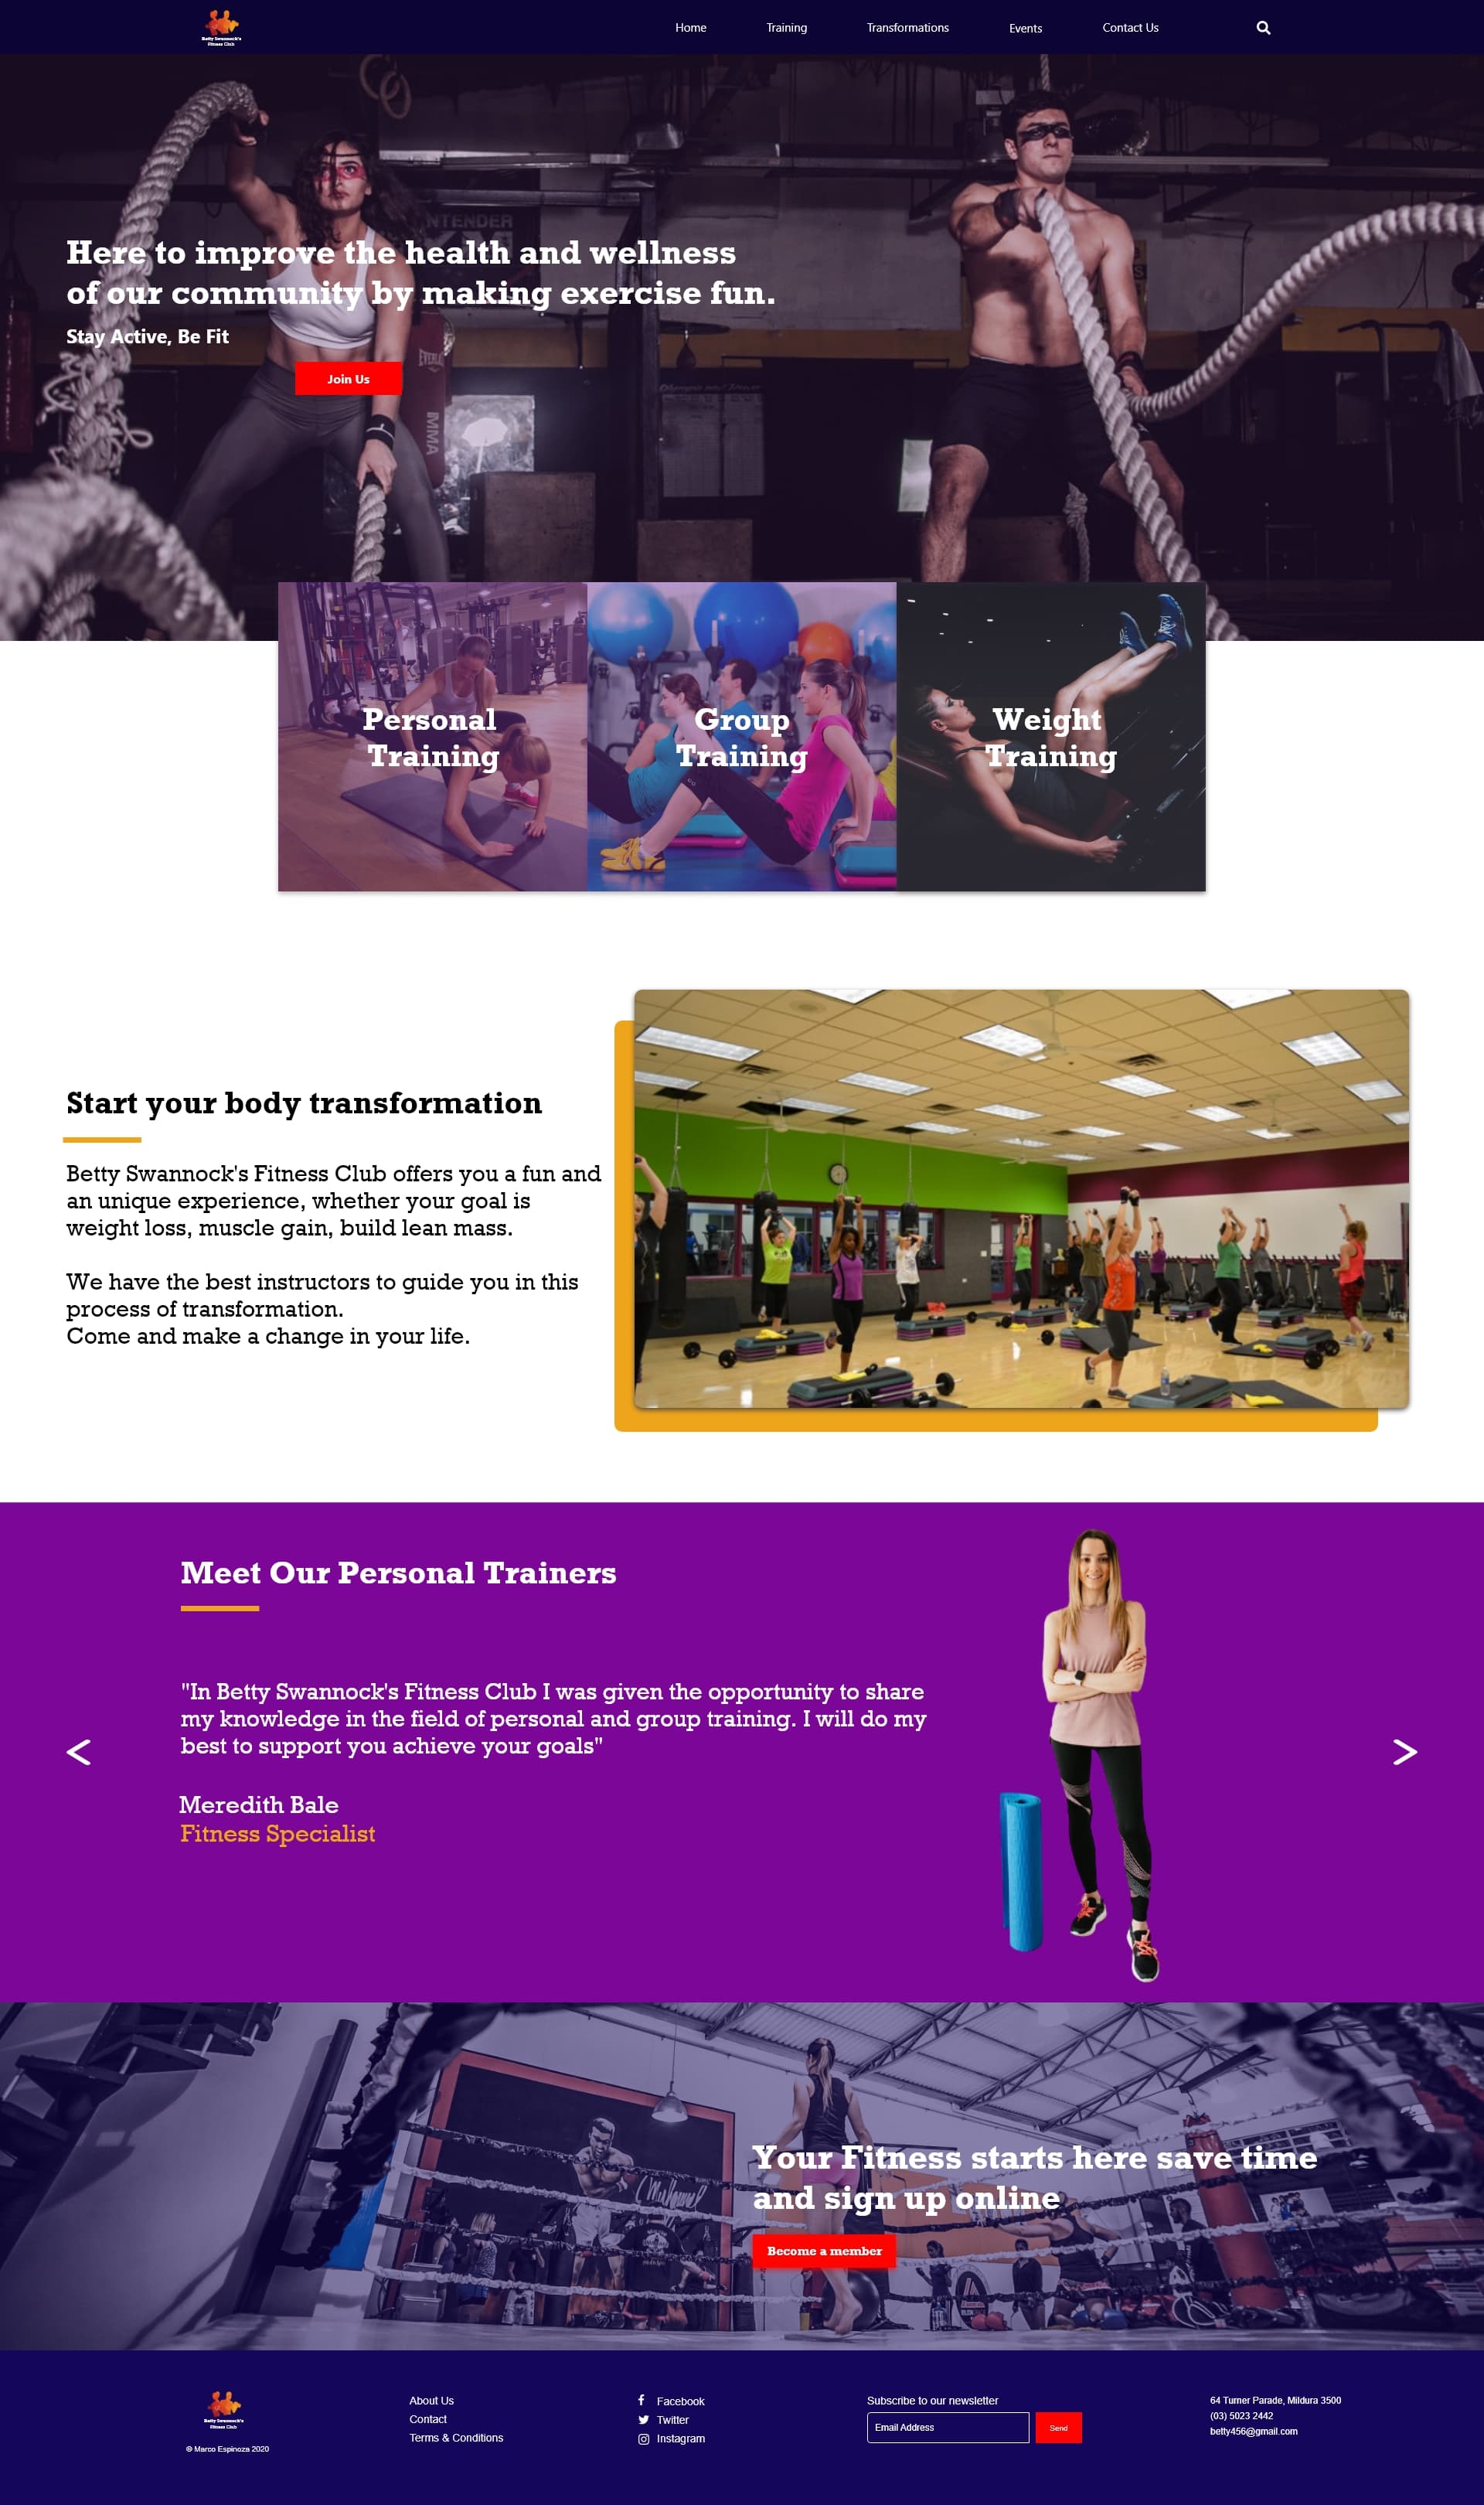 Betty Swannock's
Fitness Club
Home
Training
Transformations
Events
Contact Us
Here to improve the health and wellness
of our community by making exercise fun.
Stay Active, Be Fit
Join Us
Personal
Training
Group
Training
Weight
Training
Start your body transformation
Betty Swannock's Fitness Club offers you a fun and
an unique experience, whether your goal is
weight loss, muscle gain, build lean mass.
We have the best instructors to guide you in this
process of transformation.
Come and make a change in your life.
Meet Our Personal Trainers
"In Betty Swannock's Fitness Club I was given the opportunity to share
my knowledge in the field of personal and group training. I will do my
best to support you achieve your goals"
<
>
Meredith Bale
Fitness Specialist
Your Fitness starts here save time
and sign up online
Become a member
Betty Swannock's
Fitness Club
© Marco Espinoza 2020
About Us
Contact
Terms & Conditions
Facebook
Twitter
Instagram
Subscribe to our newsletter
Email Address
Send
64 Turner Parade, Mildura 3500
(03) 5023 2442
betty456@gmail.com